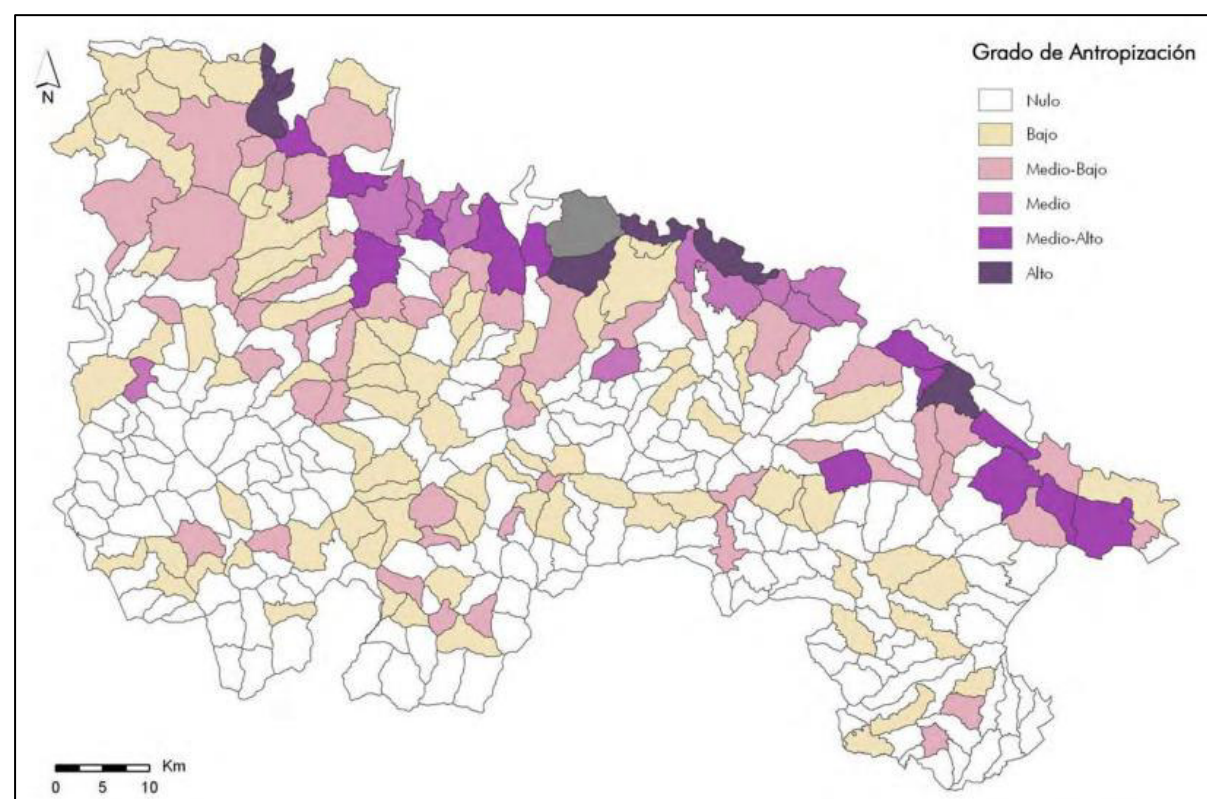 Grado de Antropización
Nulo
Bajo
Medio-Bajo
Medio
Medio-Alto
Alto
N
Km
0 5 10